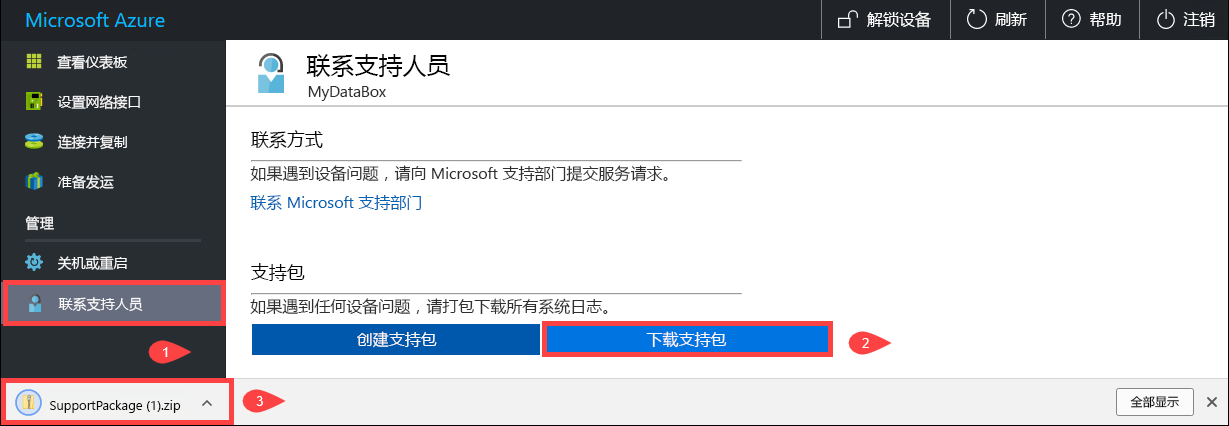 Microsoft Azure
解锁设备
刷新
帮助
注销
查看仪表板
设置网络接口
连接并复制
准备发运
管理
关机或重启
联系支持人员
1
联系支持人员
MyDataBox
联系方式
如果遇到设备问题，请向 Microsoft 支持部门提交服务请求。
联系 Microsoft 支持部门
支持包
如果遇到任何设备问题，请打包下载所有系统日志。
创建支持包
下载支持包
2
SupportPackage (1).zip
3
全部显示